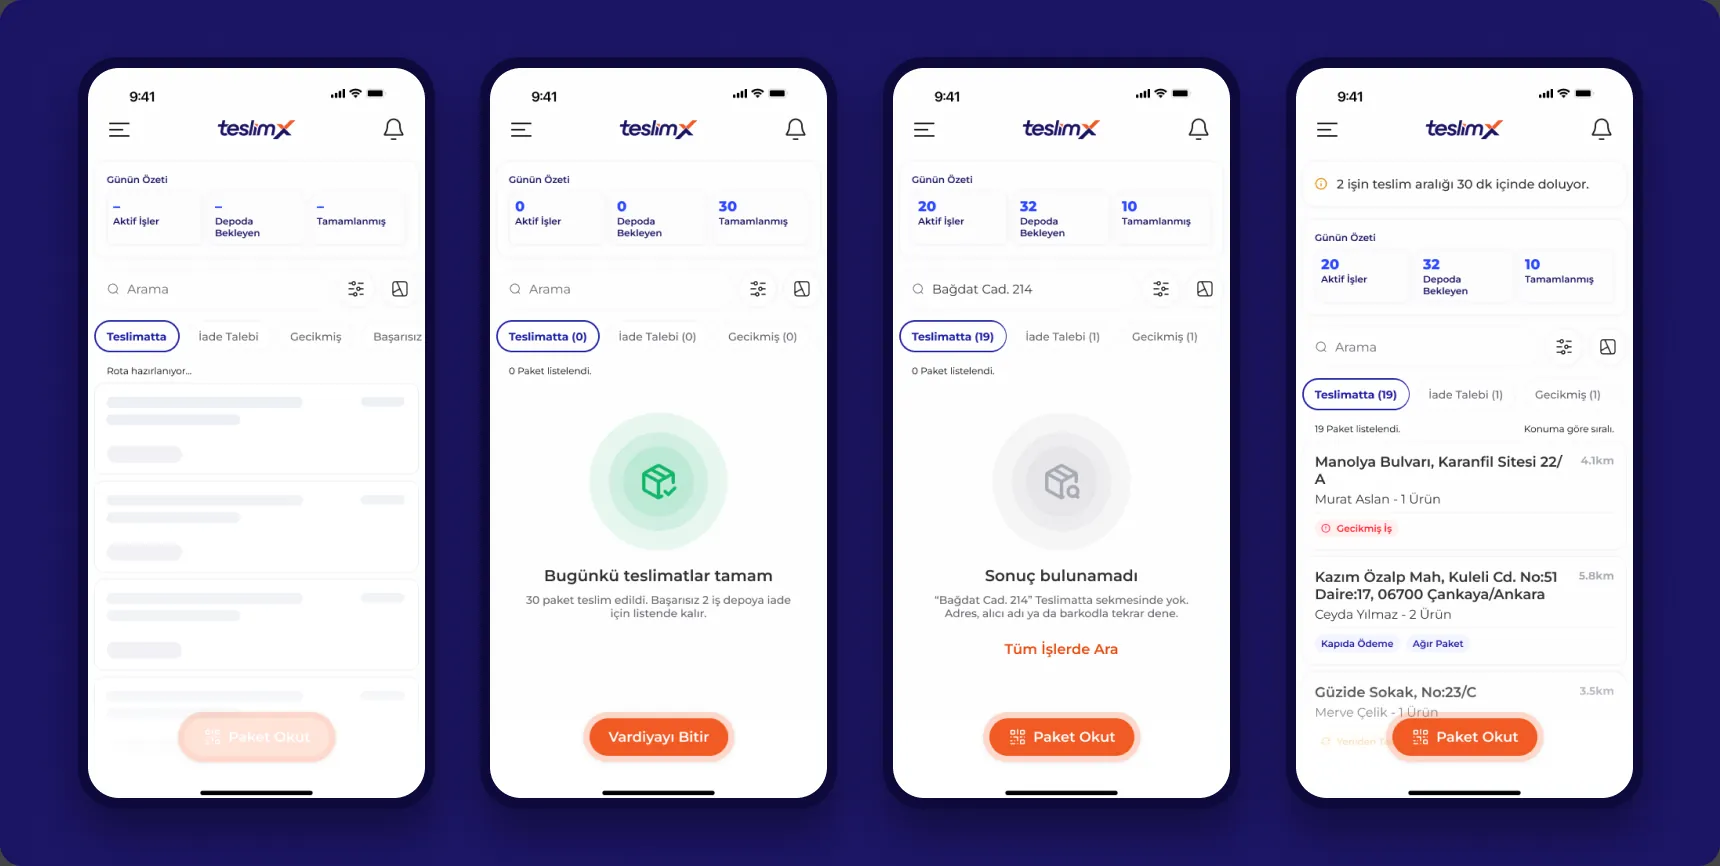 9:41
teslimX
Günün Özeti
–
Aktif İşler
–
Depoda
Bekleyen
–
Tamamlanmış
Arama
Teslimatta
İade Talebi
Gecikmiş
Başarısız
Rota hazırlanıyor...
Paket Okut
9:41
teslimX
Günün Özeti
0
Aktif İşler
0
Depoda
Bekleyen
30
Tamamlanmış
Arama
Teslimatta (0)
İade Talebi (0)
Gecikmiş (0)
0 Paket listelendi.
Bugünkü teslimatlar tamam
30 paket teslim edildi. Başarısız 2 iş depoya iade
için listende kalır.
Vardiyayı Bitir
9:41
teslimX
Günün Özeti
20
Aktif İşler
32
Depoda
Bekleyen
10
Tamamlanmış
Bağdat Cad. 214
Teslimatta (19)
İade Talebi (1)
Gecikmiş (1)
0 Paket listelendi.
Sonuç bulunamadı
“Bağdat Cad. 214” Teslimatta sekmesinde yok.
Adres, alıcı adı ya da barkodla tekrar dene.
Tüm İşlerde Ara
Paket Okut
9:41
teslimX
2 işin teslim aralığı 30 dk içinde doluyor.
Günün Özeti
20
Aktif İşler
32
Depoda
Bekleyen
10
Tamamlanmış
Arama
Teslimatta (19)
İade Talebi (1)
Gecikmiş (1)
19 Paket listelendi.
Konuma göre sıralı.
Manolya Bulvarı, Karanfil Sitesi 22/
A
4.1km
Murat Aslan - 1 Ürün
Gecikmiş İş
Kazım Özalp Mah, Kuleli Cd. No:51
Daire:17, 06700 Çankaya/Ankara
5.8km
Ceyda Yılmaz - 2 Ürün
Kapıda Ödeme
Ağır Paket
Güzide Sokak, No:23/C
3.5km
Merve Çelik - 1 Ürün
Yeniden
Paket Okut